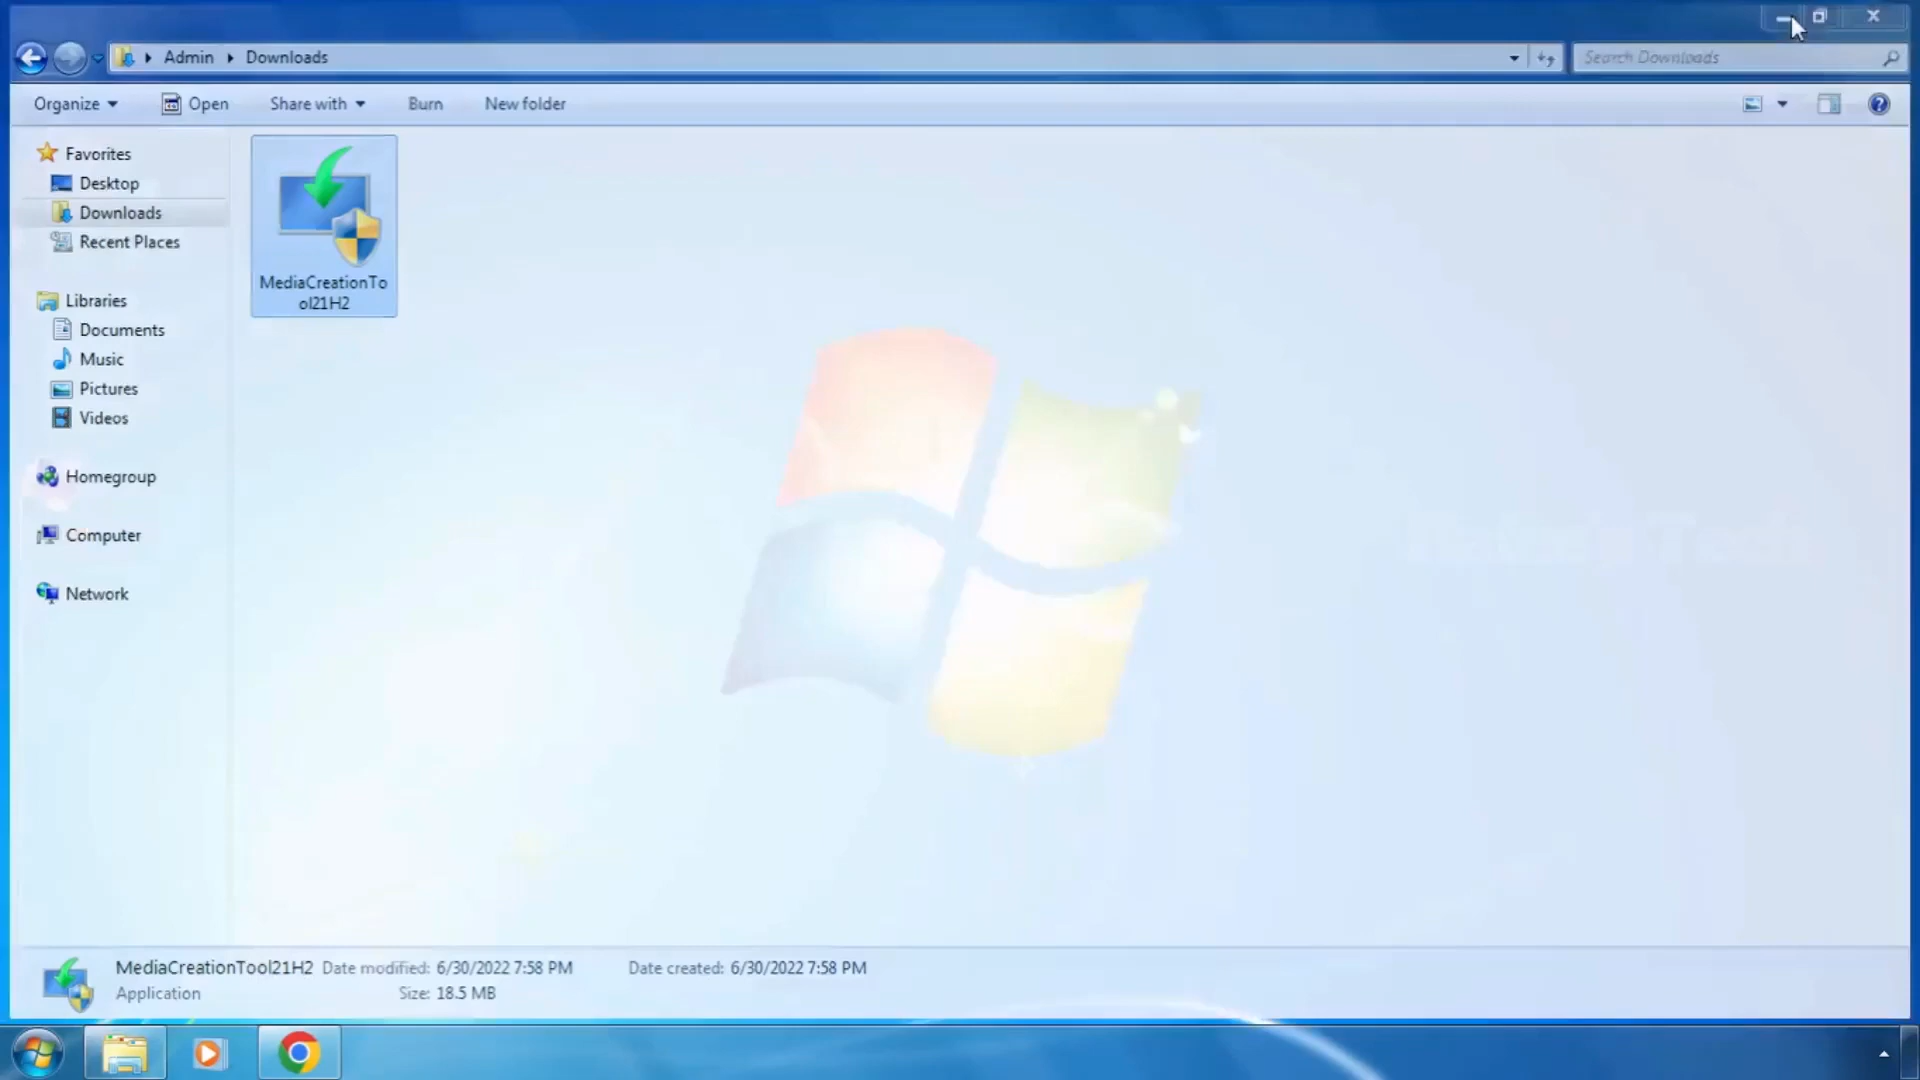 Admin Downloads
Search Downloads
Organize Open Share with Burn New folder
Favorites
Desktop
Downloads
Recent Places
Libraries
Documents
Music
Pictures
Videos
Homegroup
Computer
Network
MediaCreationTo
ol21H2
MediaCreationTool21H2 Date modified: 6/30/2022 7:58 PM Date created: 6/30/2022 7:58 PM
Application Size: 18.5 MB